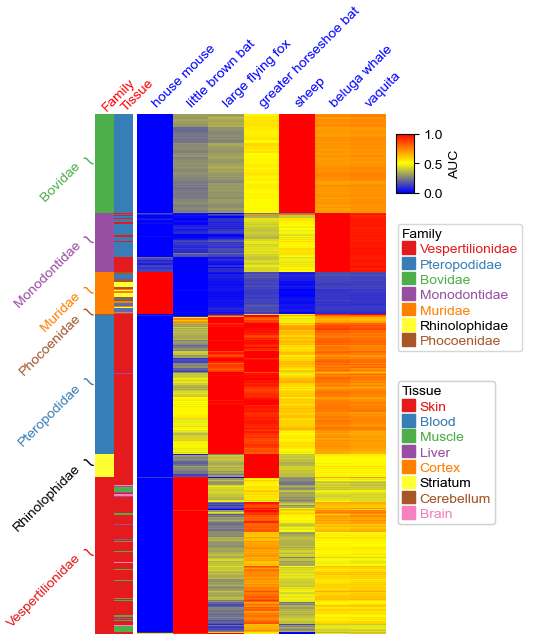 Family
Tissue
house mouse
little brown bat
large flying fox
greater horseshoe bat
sheep
beluga whale
vaquita
Bovidae
Monodontidae
Muridae
Phocoenidae
Pteropodidae
Rhinolophidae
Vespertilionidae
1.0
0.5
0.0
AUC
Family
Vespertilionidae
Pteropodidae
Bovidae
Monodontidae
Muridae
Rhinolophidae
Phocoenidae
Tissue
Skin
Blood
Muscle
Liver
Cortex
Striatum
Cerebellum
Brain